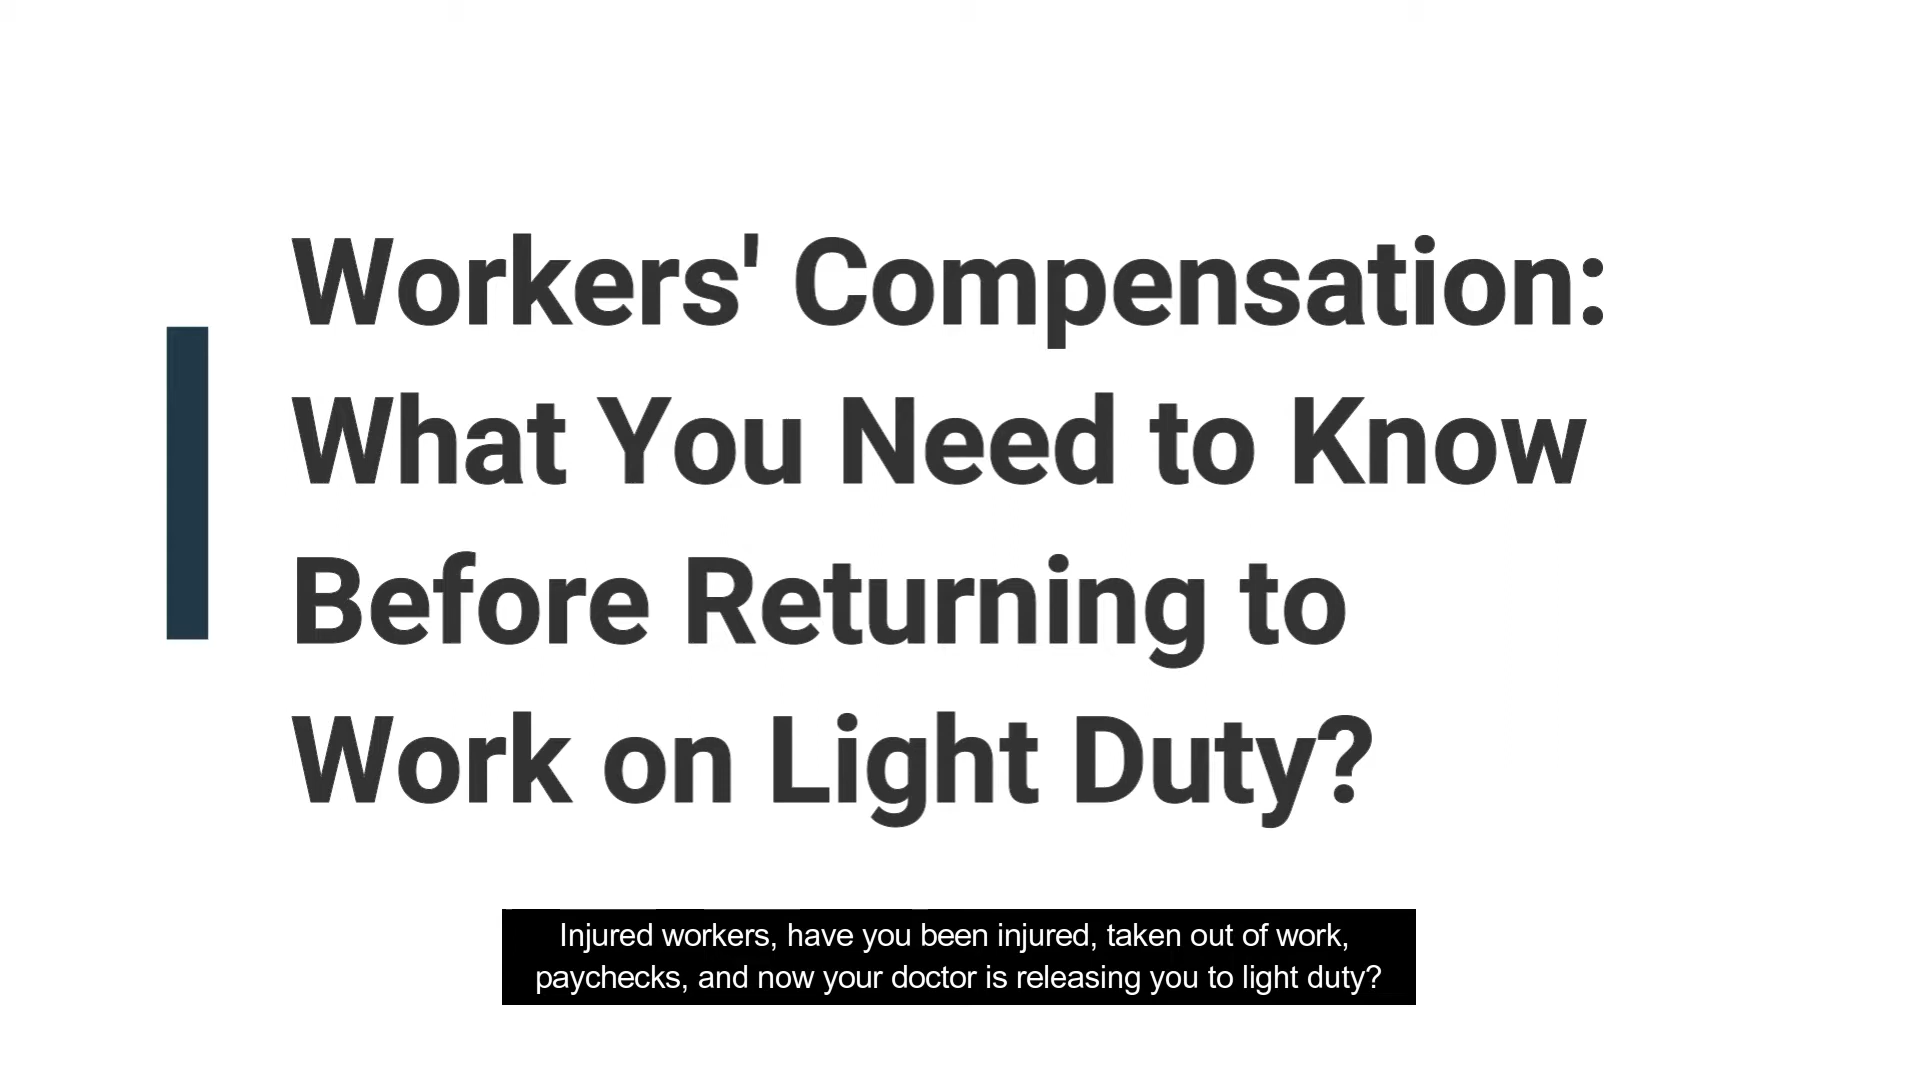 Workers' Compensation:
What You Need to Know
Before Returning to
Work on Light Duty?
Injured workers, have you been injured, taken out of work,
paychecks, and now your doctor is releasing you to light duty?